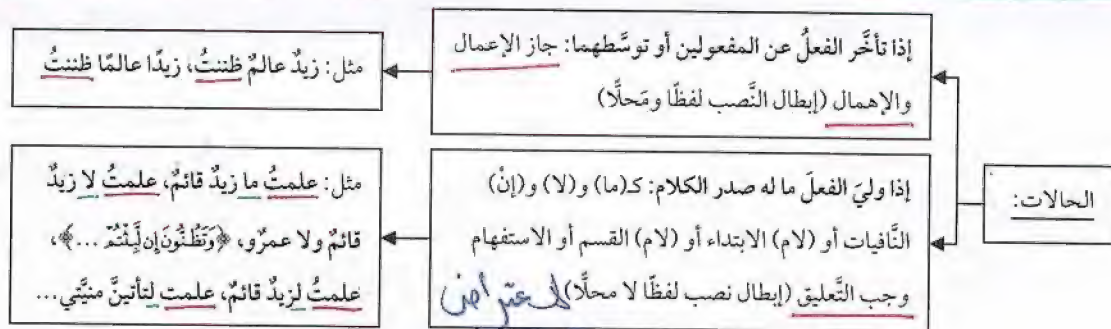 الحالات:
إذا تأخَّر الفعلُ عن المفعولين أو توسَّطهما: جاز الإعمال
والإهمال (إبطال النَّصب لفظًا ومَحلًّا)
مثل: زيدٌ عالمٌ ظننتُ، زيدًا عالمًا ظننتُ
إذا وليَ الفعلَ ما له صدر الكلام: كـ(ما) و(لا) و(إنْ)
النَّافيات أو (لام) الابتداء أو (لام) القسم أو الاستفهام
وجب التَّعليق (إبطال نصب لفظًا لا محلًّا)
مثل: علمتُ ما زيدٌ قائمٌ، علمتُ لا زيدٌ
قائمٌ ولا عمرٌو، ﴿وَتَظُنُّونَ إِن لَّبِثْتُمْ ...﴾،
علمتُ لزيدٌ قائمٌ، علمت لتأتينَّ منيَّتي...